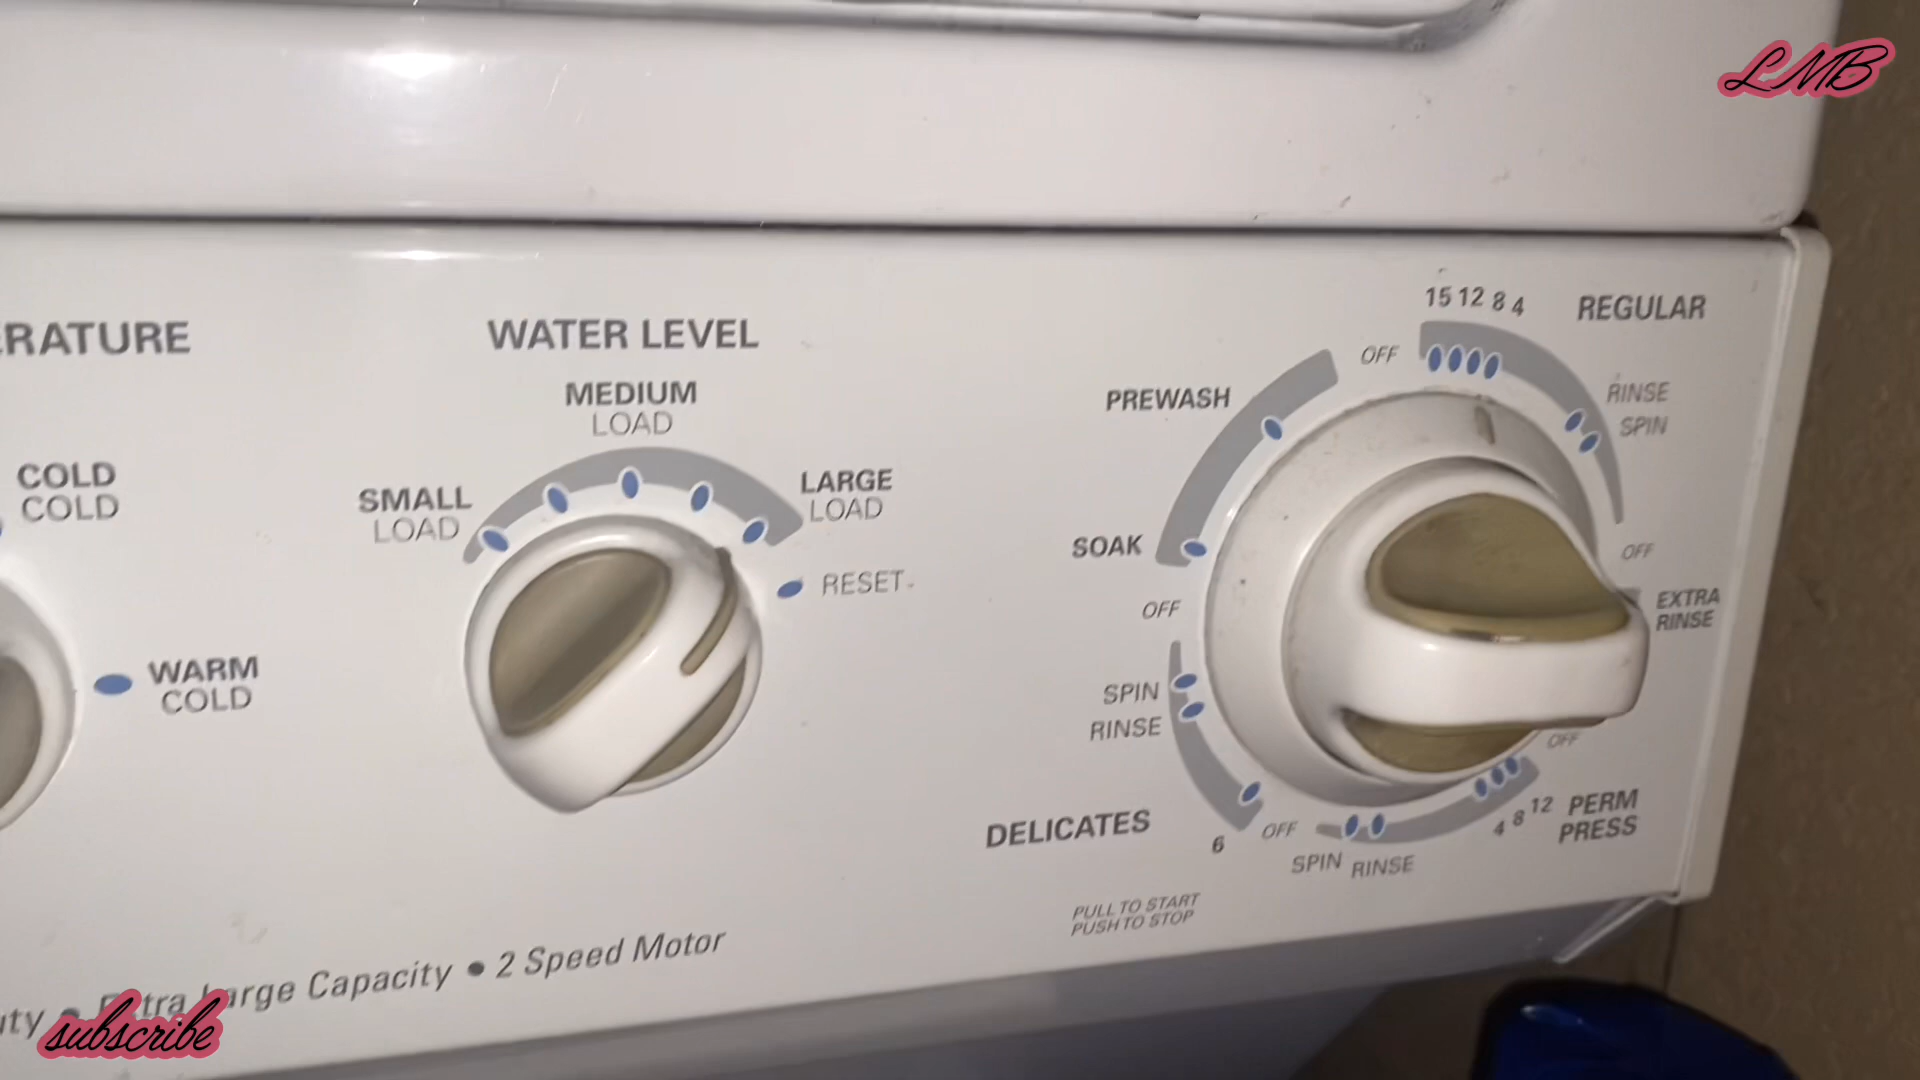 LMB
ERATURE
COLD
COLD
WARM
COLD
WATER LEVEL
MEDIUM
LOAD
SMALL
LOAD
LARGE
LOAD
RESET
15 12 8 4
REGULAR
OFF
RINSE
SPIN
PREWASH
SOAK
OFF
OFF
EXTRA
RINSE
SPIN
RINSE
OFF
12 PERM
PRESS
4 8
DELICATES
6
OFF
SPIN RINSE
PULL TO START
PUSH TO STOP
uty • Extra Large Capacity • 2 Speed Motor
subscribe